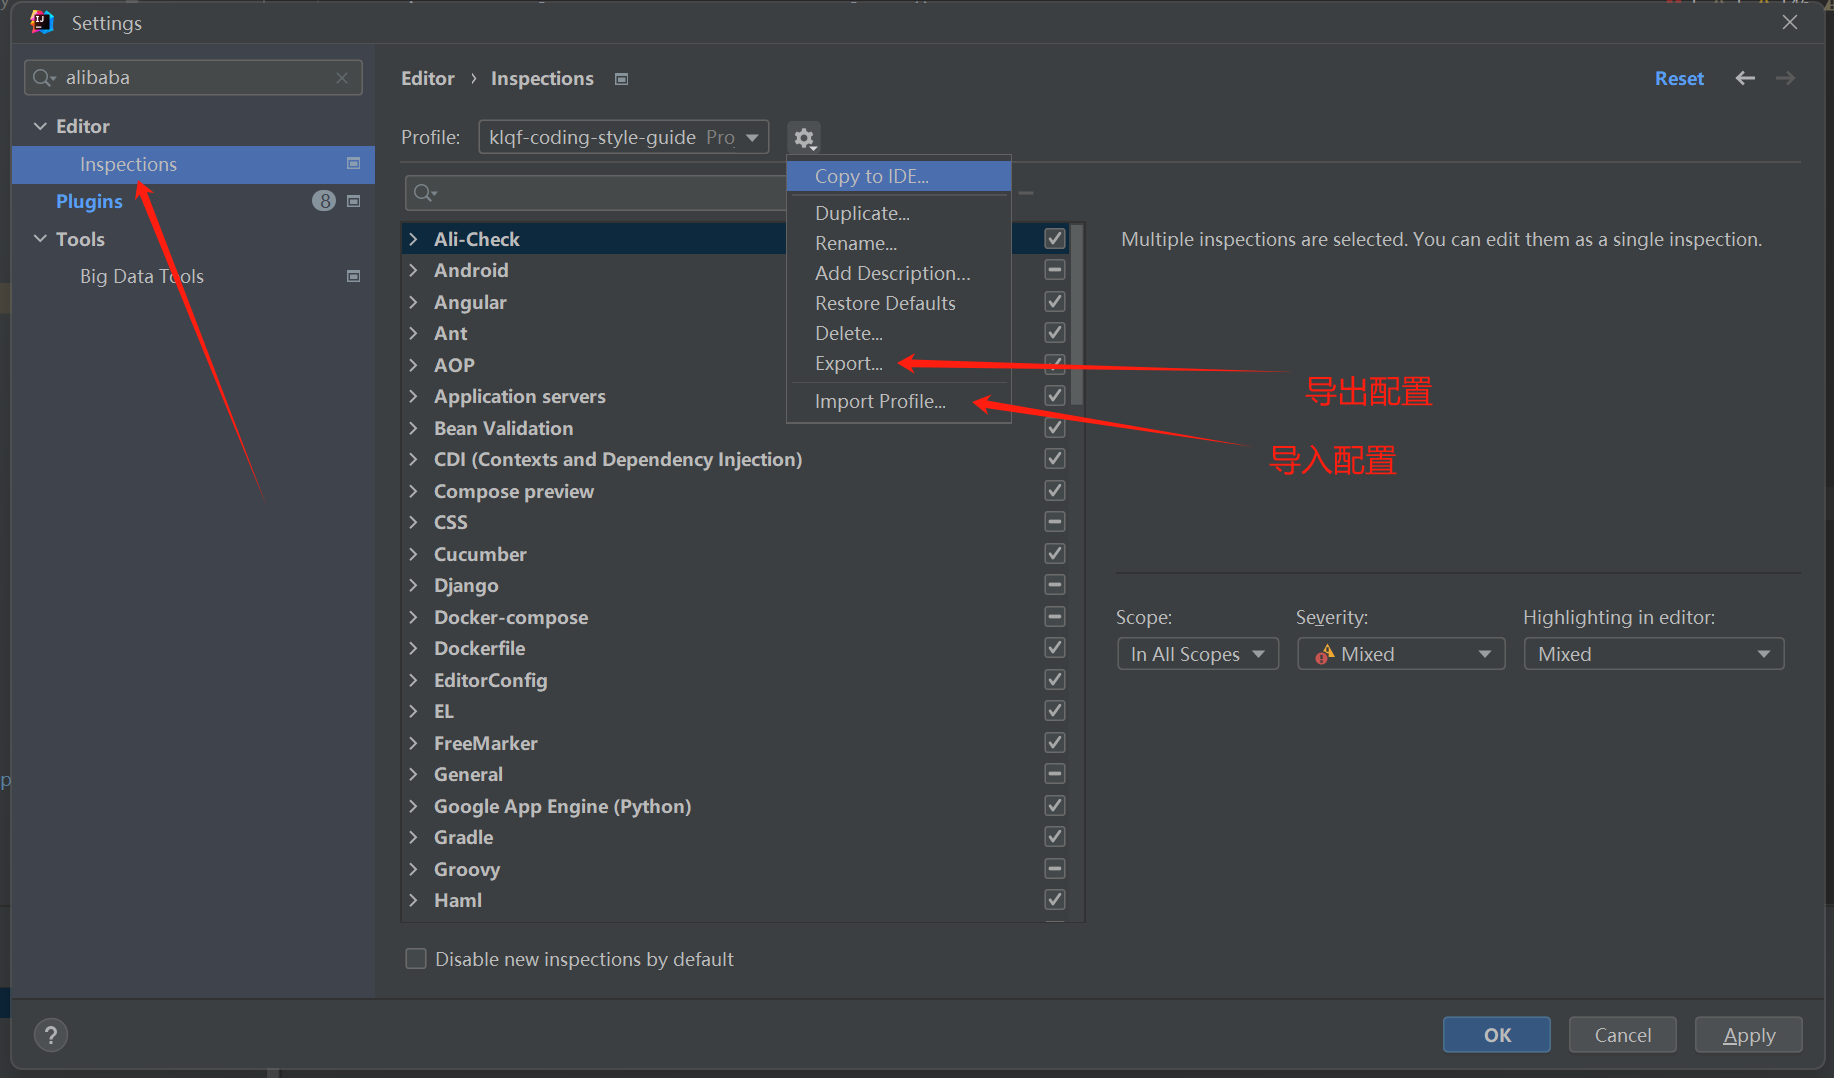 Settings
alibaba
Editor
Inspections
Plugins
8
Tools
Big Data Tools
Editor › Inspections
Reset
Profile: klqf-coding-style-guide Pro
Copy to IDE...
Duplicate...
Rename...
Add Description...
Restore Defaults
Delete...
Export...
Import Profile...
导出配置
导入配置
Ali-Check
Android
Angular
Ant
AOP
Application servers
Bean Validation
CDI (Contexts and Dependency Injection)
Compose preview
CSS
Cucumber
Django
Docker-compose
Dockerfile
EditorConfig
EL
FreeMarker
General
Google App Engine (Python)
Gradle
Groovy
Haml
Disable new inspections by default
Multiple inspections are selected. You can edit them as a single inspection.
Scope: Severity: Highlighting in editor:
In All Scopes Mixed Mixed
?
OK Cancel Apply